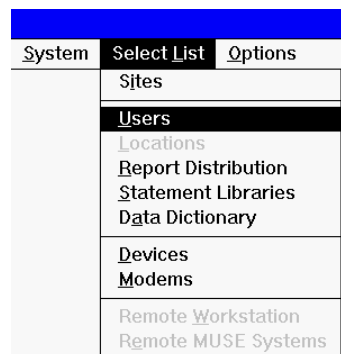 System Select List Options
Sites
Users
Locations
Report Distribution
Statement Libraries
Data Dictionary
Devices
Modems
Remote Workstation
Remote MUSE Systems